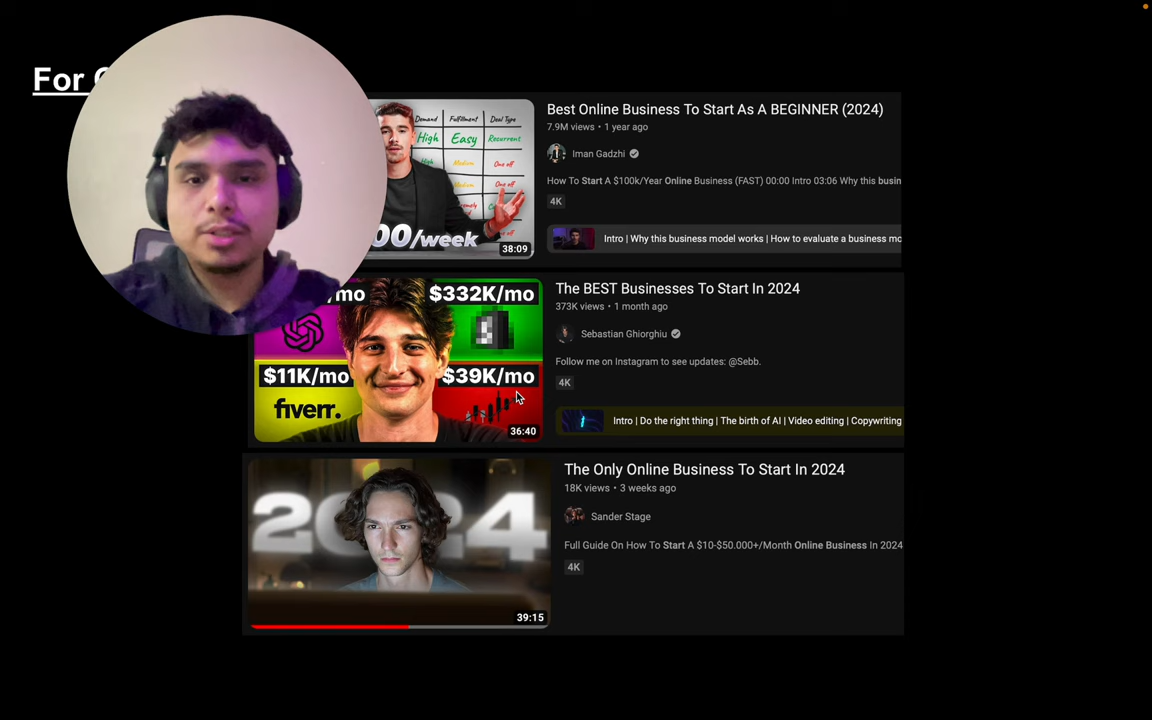 For
Demand Fulfillment Deal Type
High Easy Recurrent
High Medium One off
Medium One off
One off
00/week
38:09
Best Online Business To Start As A BEGINNER (2024)
7.9M views • 1 year ago
Iman Gadzhi
How To Start A $100k/Year Online Business (FAST) 00:00 Intro 03:06 Why this busin
4K
Intro | Why this business model works | How to evaluate a business mo
mo $332K/mo
$11K/mo $39K/mo
fiverr.
36:40
The BEST Businesses To Start In 2024
373K views • 1 month ago
Sebastian Ghiorghiu
Follow me on Instagram to see updates: @Sebb.
4K
Intro | Do the right thing | The birth of AI | Video editing | Copywriting
2024
39:15
The Only Online Business To Start In 2024
18K views • 3 weeks ago
Sander Stage
Full Guide On How To Start A $10-$50.000+/Month Online Business In 2024
4K